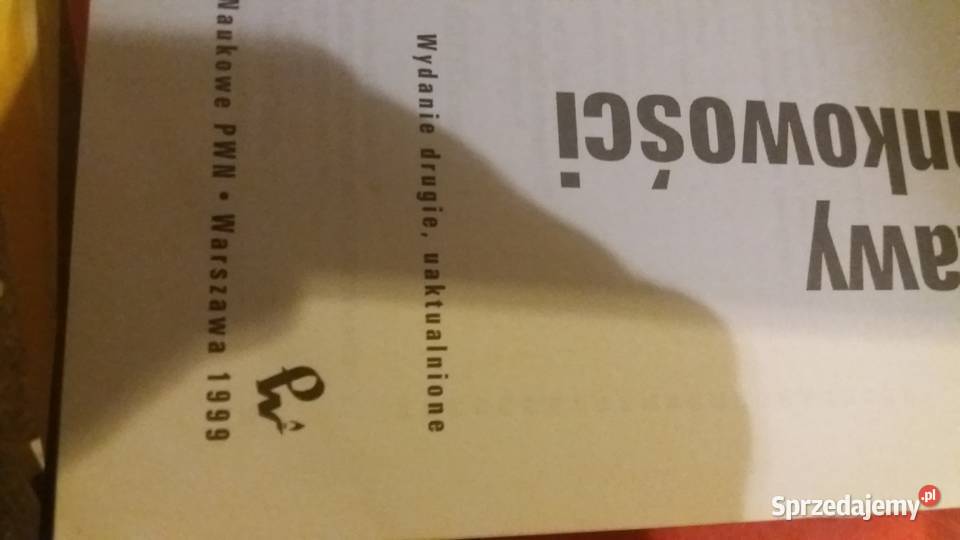 awy
nkowości
Wydanie drugie, uaktualnione
Naukowe PWN • Warszawa 1999
Sprzedajemy.pl